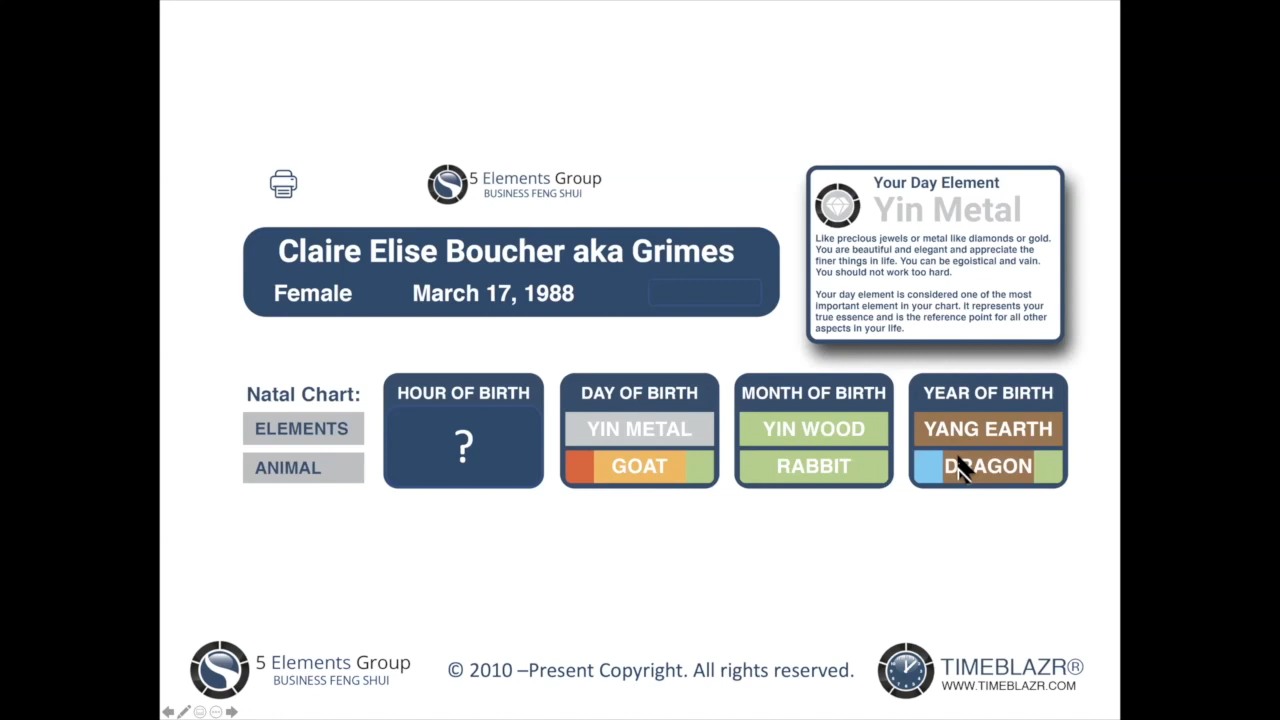 5 Elements Group
BUSINESS FENG SHUI
Claire Elise Boucher aka Grimes
Female March 17, 1988
Your Day Element
Yin Metal
Like precious jewels or metal like diamonds or gold.
You are beautiful and elegant and appreciate the
finer things in life. You can be egoistical and vain.
You should not work too hard.
Your day element is considered one of the most
important element in your chart. It represents your
true essence and is the reference point for all other
aspects in your life.
Natal Chart:
ELEMENTS
ANIMAL
HOUR OF BIRTH
?
DAY OF BIRTH
YIN METAL
GOAT
MONTH OF BIRTH
YIN WOOD
RABBIT
YEAR OF BIRTH
YANG EARTH
DRAGON
5 Elements Group
BUSINESS FENG SHUI
© 2010 –Present Copyright. All rights reserved.
TIMEBLAZR®
WWW.TIMEBLAZR.COM